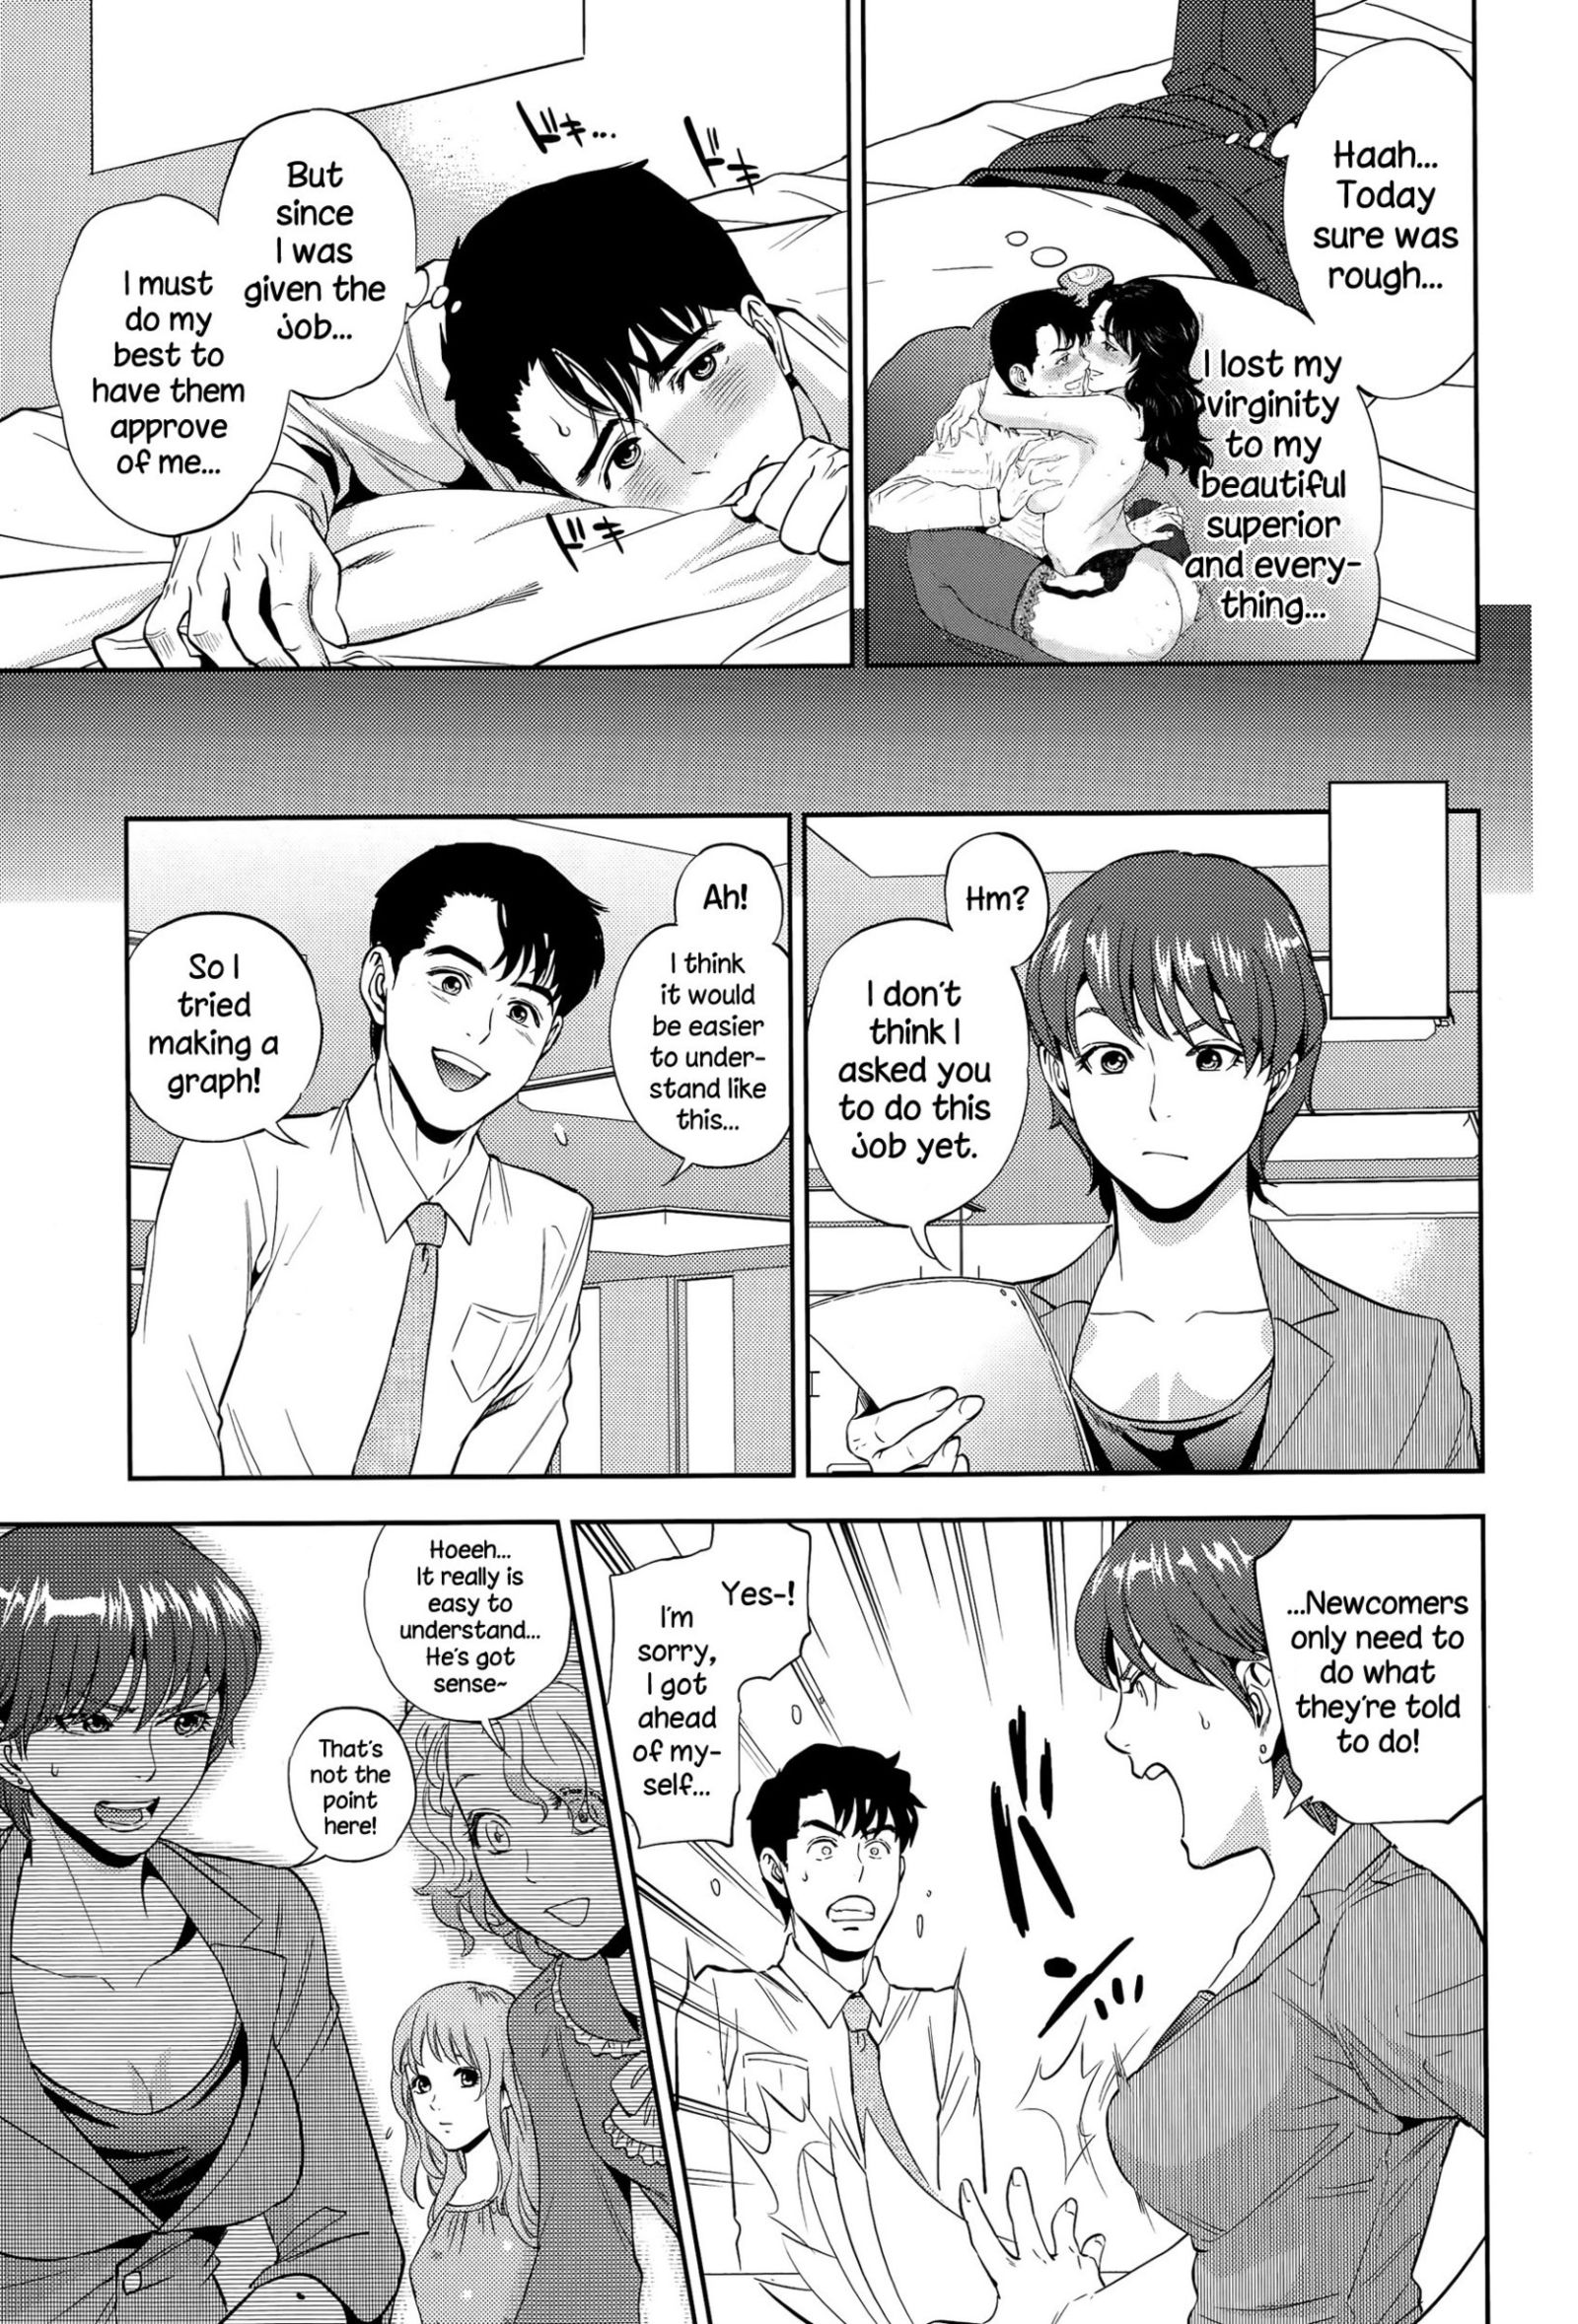 Haah...
Today
sure was
rough...
I lost my
virginity
to my
beautiful
superior
and every-
thing...
ドキ...
ドキ
But
since
I was
given the
job...
I must
do my
best to
have them
approve
of me...
ドキ
Hm?
I don't
think I
asked you
to do this
job yet.
Ah!
I think
it would
be easier
to under-
stand like
this...
So I
tried
making a
graph!
...Newcomers
only need to
do what
they're told
to do!
バン
Yes-!
I'm
sorry,
I got
ahead
of my-
self...
Hoeeh...
It really is
easy to
understand...
He's got
sense~
That's
not the
point
here!